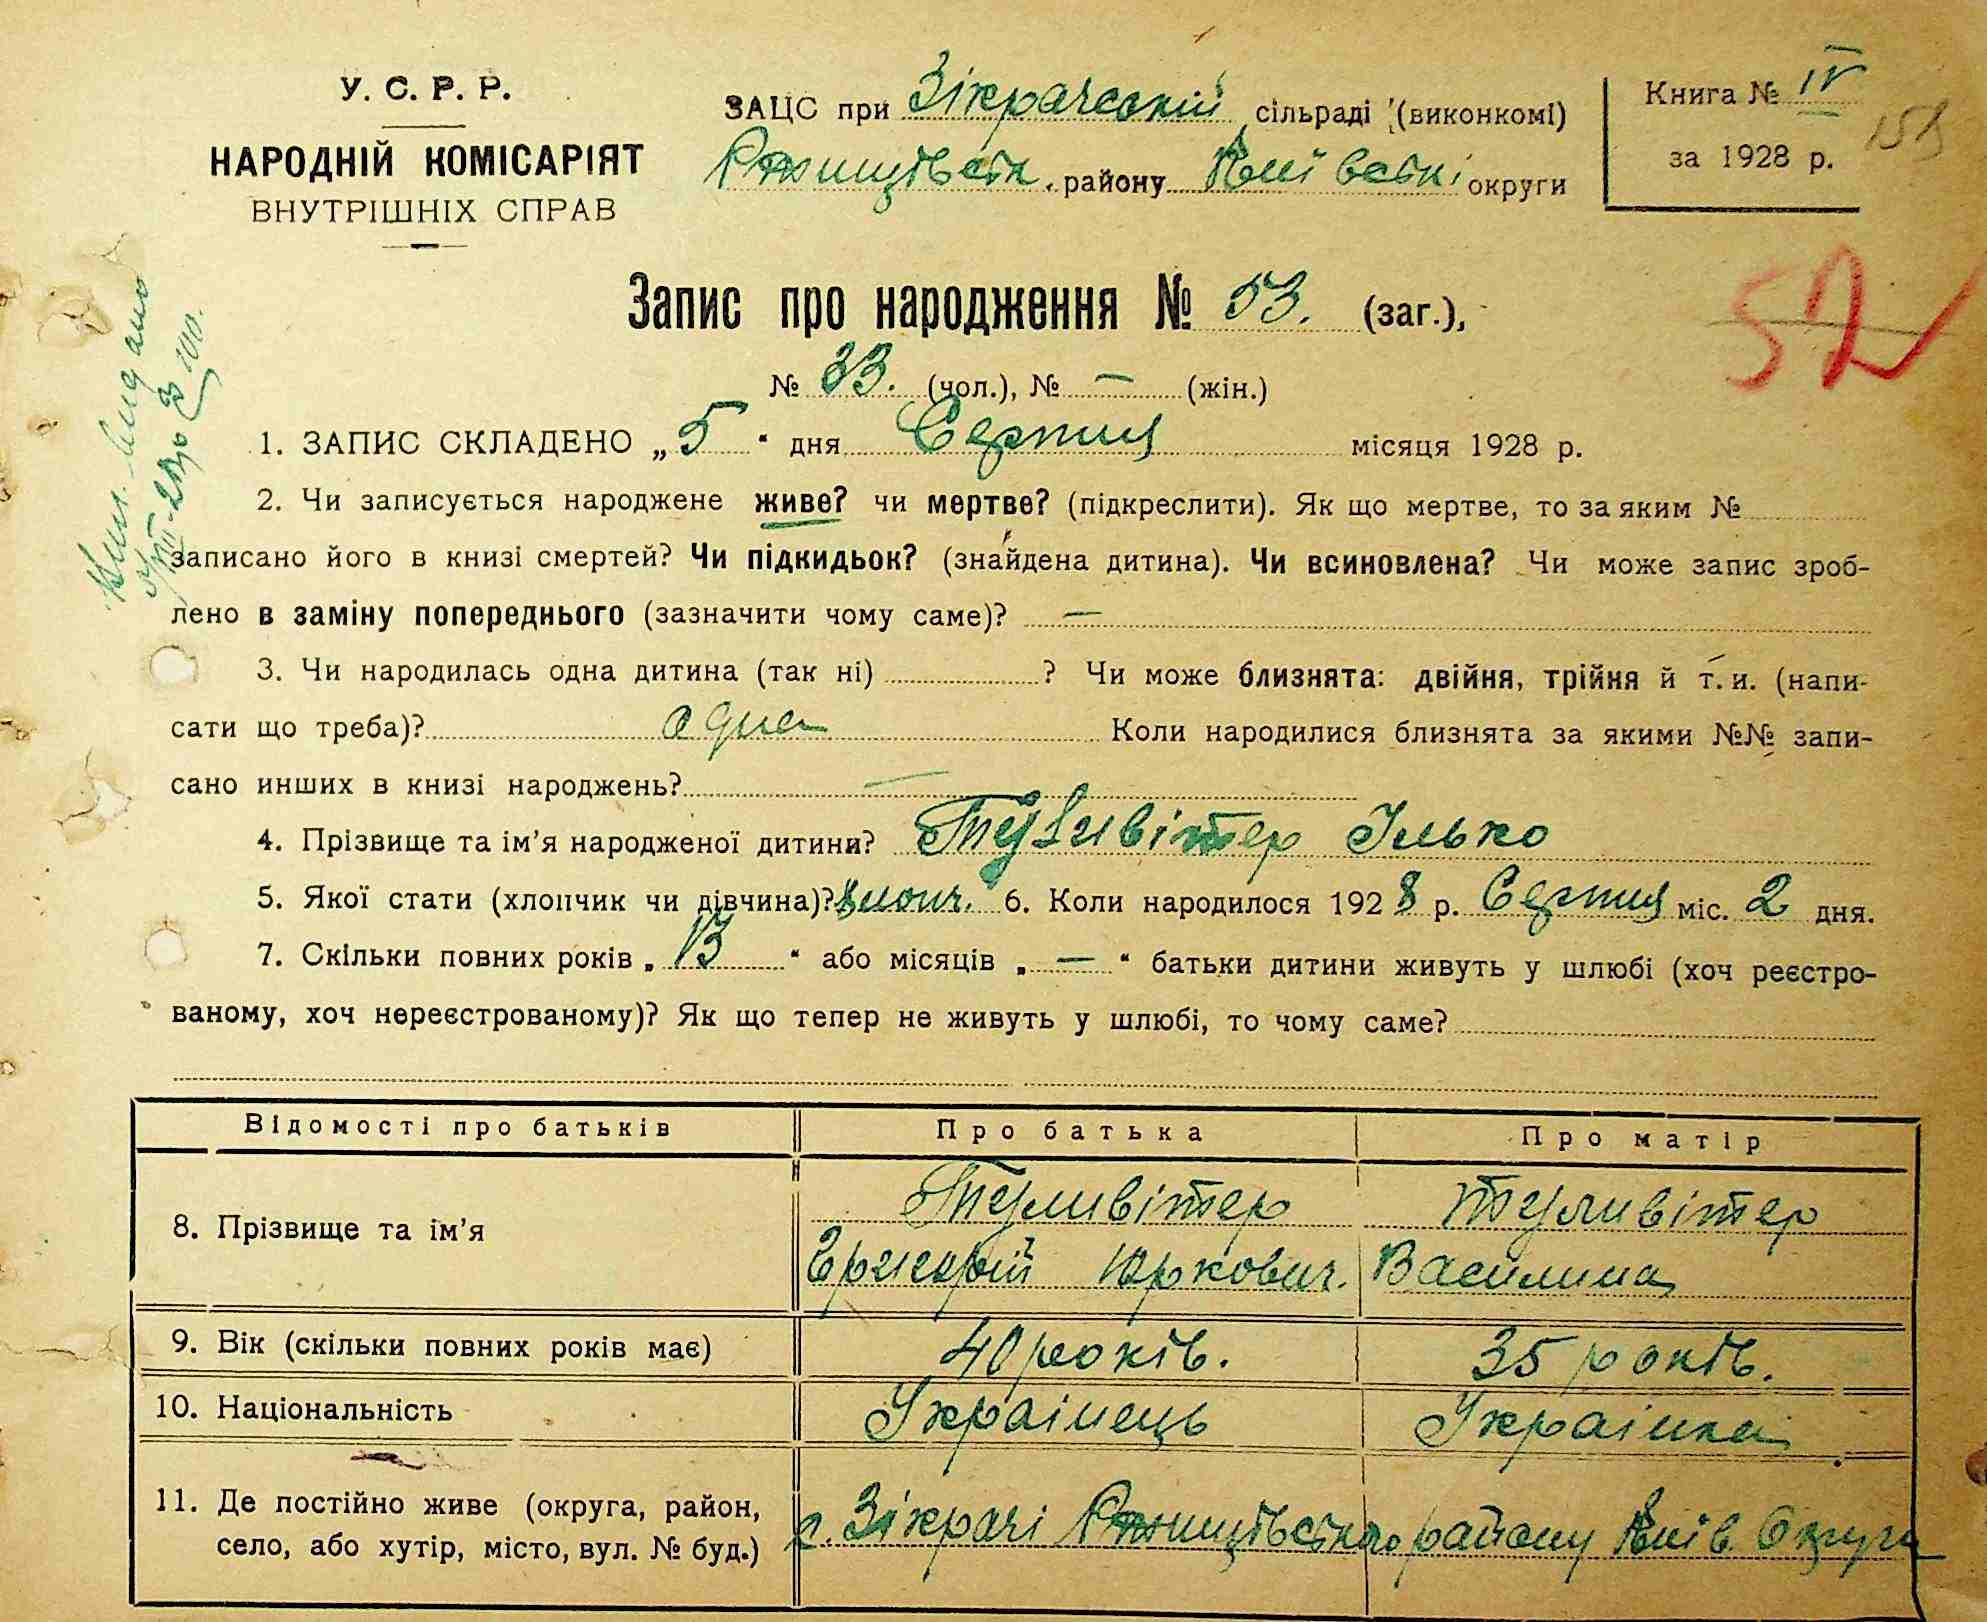 У. С. Р. Р.
НАРОДНІЙ КОМІСАРІЯТ
ВНУТРІШНІХ СПРАВ
ЗАЦС при Зікрачеській сільраді (виконкомі)
Ржищівськ. району Київські округи
Книга № IV
за 1928 р.
Запис про народження № 53. (заг.),
52
№ 33. (чол.), № — (жін.)
1. ЗАПИС СКЛАДЕНО „5“ дня Серпня місяця 1928 р.
2. Чи записується народжене живе? чи мертве? (підкреслити). Як що мертве, то за яким №
записано його в книзі смертей? Чи підкидьок? (знайдена дитина). Чи всиновлена? Чи може запис зроб-
лено в заміну попереднього (зазначити чому саме)? —
3. Чи народилась одна дитина (так ні) ? Чи може близнята: двійня, трійня й т. и. (напи-
сати що треба)? одна Коли народилися близнята за якими №№ запи-
сано инших в книзі народжень? —
4. Прізвище та ім'я народженої дитини? Тягливітер Ілько
5. Якої стати (хлопчик чи дівчина)? хлопч. 6. Коли народилося 1928 р. Серпня міс. 2 дня.
7. Скільки повних років „13“ або місяців „—“ батьки дитини живуть у шлюбі (хоч реєстро-
ваному, хоч нереєстрованому)? Як що тепер не живуть у шлюбі, то чому саме?
Відомості про батьків Про батька Про матір
8. Прізвище та ім'я
Григорій Юркович. Василина
9. Вік (скільки повних років має) 40 років. 35 років.
10. Національність Украінець Украінка
11. Де постійно живе (округа, район,
село, або хутір, місто, вул. № буд.) с. Зікрачі Ржищівського району Київ. Округи